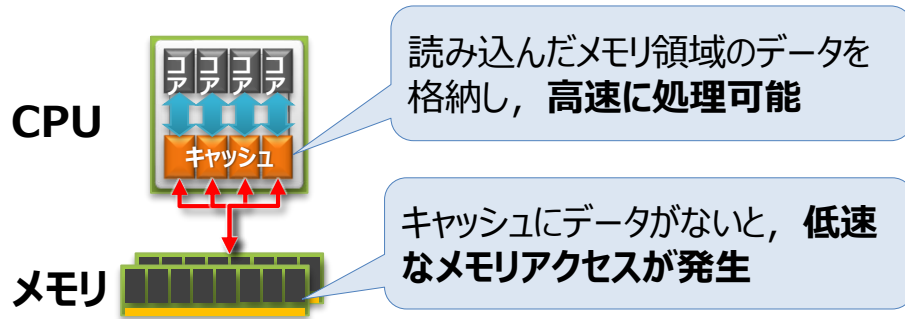 コア コア コア コア
読み込んだメモリ領域のデータを
格納し，高速に処理可能
CPU
キャッシュ
キャッシュにデータがないと，低速
なメモリアクセスが発生
メモリ